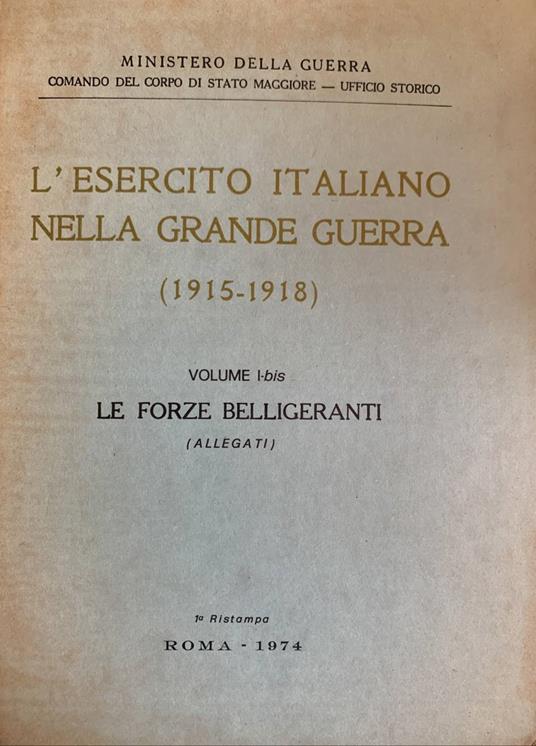 MINISTERO DELLA GUERRA
COMANDO DEL CORPO DI STATO MAGGIORE — UFFICIO STORICO
L'ESERCITO ITALIANO
NELLA GRANDE GUERRA
(1915-1918)
VOLUME I-bis
LE FORZE BELLIGERANTI
(ALLEGATI)
1ª Ristampa
ROMA - 1974